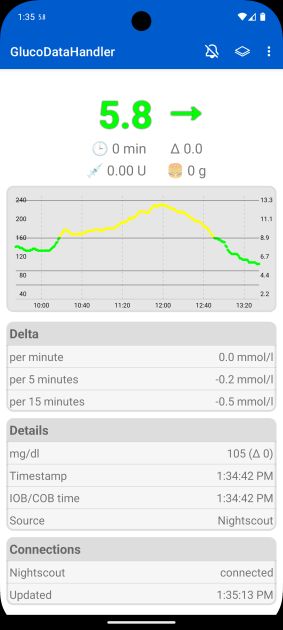 1:35 5.8
GlucoDataHandler
5.8
0 min Δ 0.0
0.00 U 0 g
240 13.3
200 11.1
160 8.9
120 6.7
80 4.4
40 2.2
10:00 10:40 11:20 12:00 12:40 13:20
Delta
per minute 0.0 mmol/l
per 5 minutes -0.2 mmol/l
per 15 minutes -0.5 mmol/l
Details
mg/dl 105 (Δ 0)
Timestamp 1:34:42 PM
IOB/COB time 1:34:42 PM
Source Nightscout
Connections
Nightscout connected
Updated 1:35:13 PM